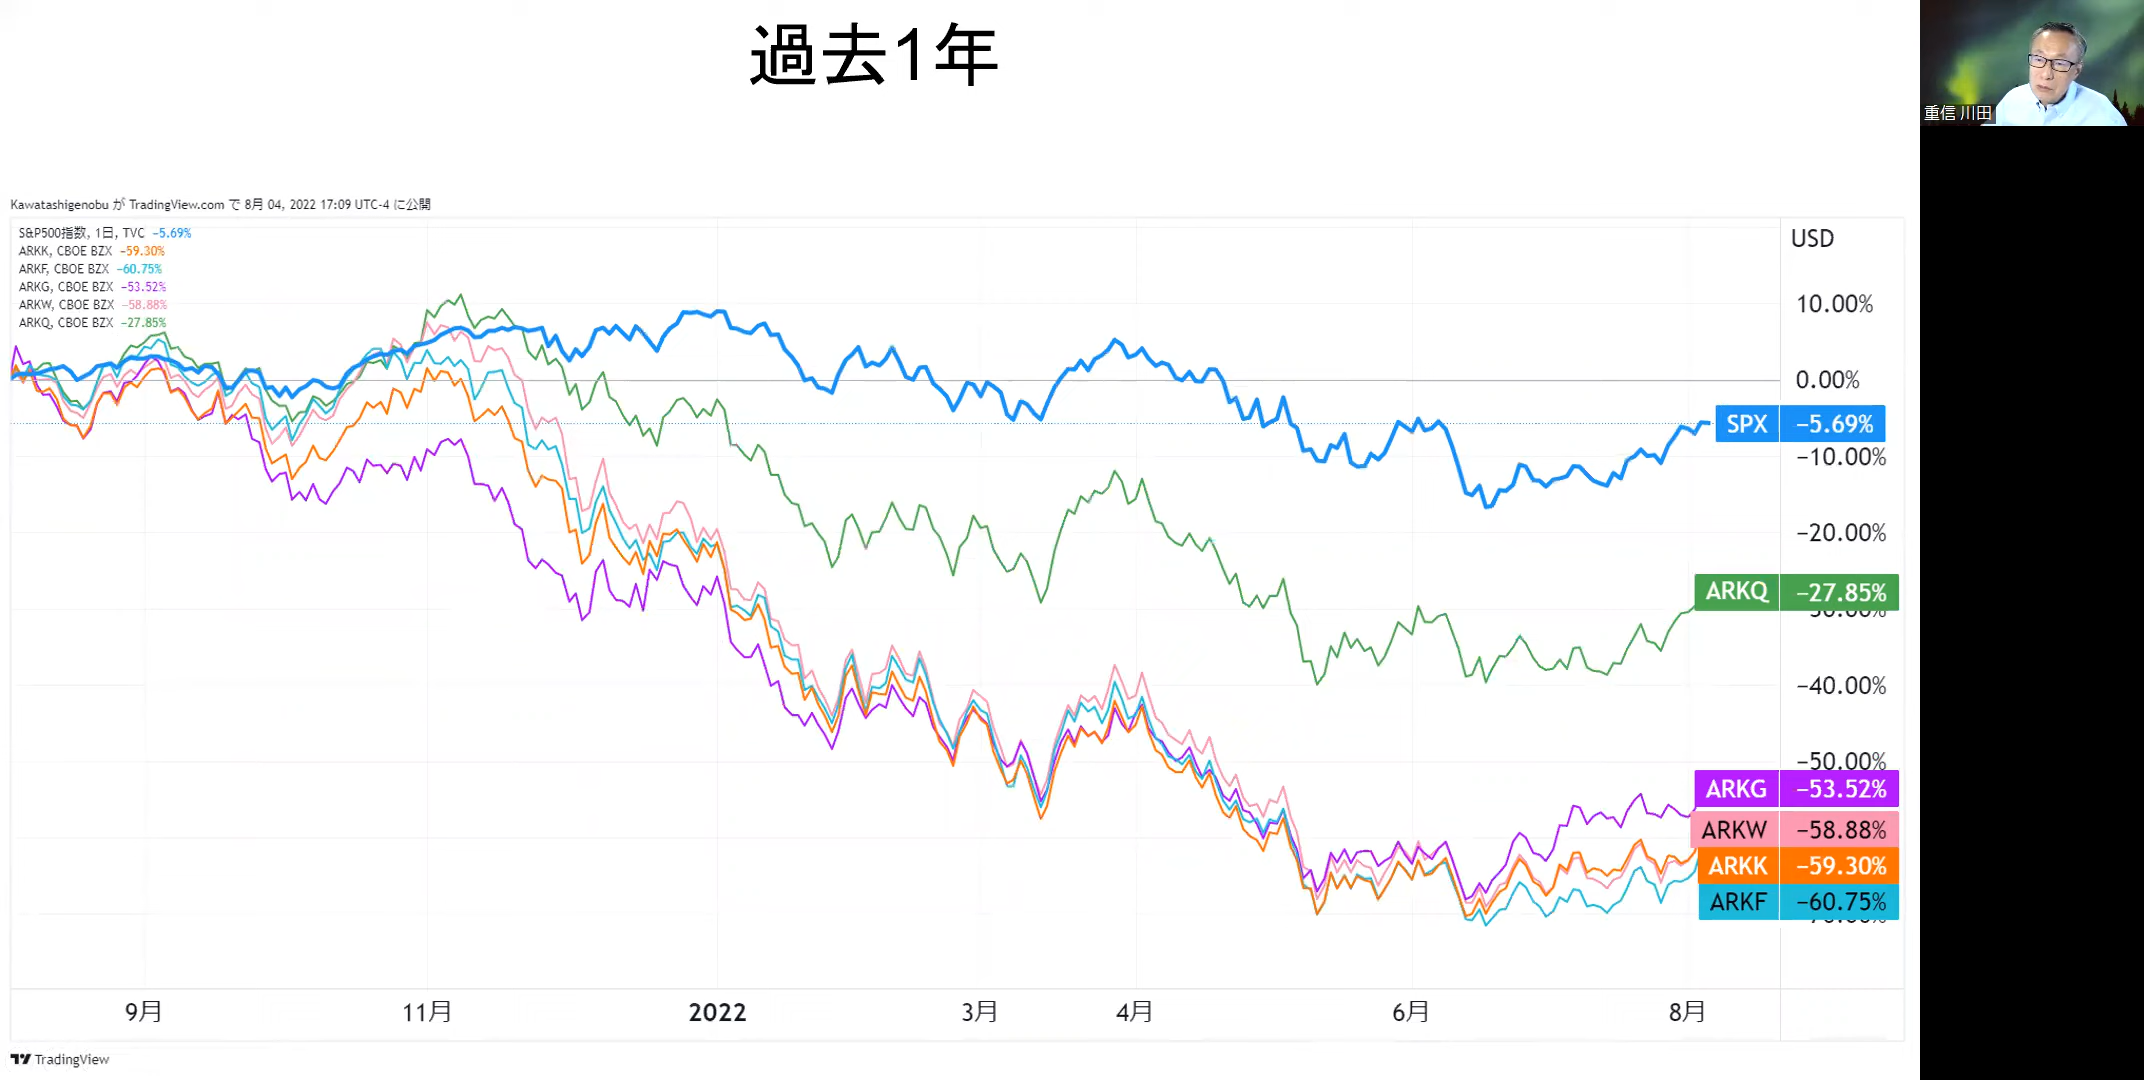 過去1年
重信 川田
Kawatashigenobu が TradingView.com で 8月 04, 2022 17:09 UTC-4 に公開
S&P500指数, 1日, TVC −5.69%
ARKK, CBOE BZX −59.30%
ARKF, CBOE BZX −60.75%
ARKG, CBOE BZX −53.52%
ARKW, CBOE BZX −58.88%
ARKQ, CBOE BZX −27.85%
USD
10.00%
0.00%
SPX −5.69%
−10.00%
−20.00%
ARKQ −27.85%
−40.00%
−50.00%
ARKG −53.52%
ARKW −58.88%
ARKK −59.30%
ARKF −60.75%
9月 11月 2022 3月 4月 6月 8月
TradingView